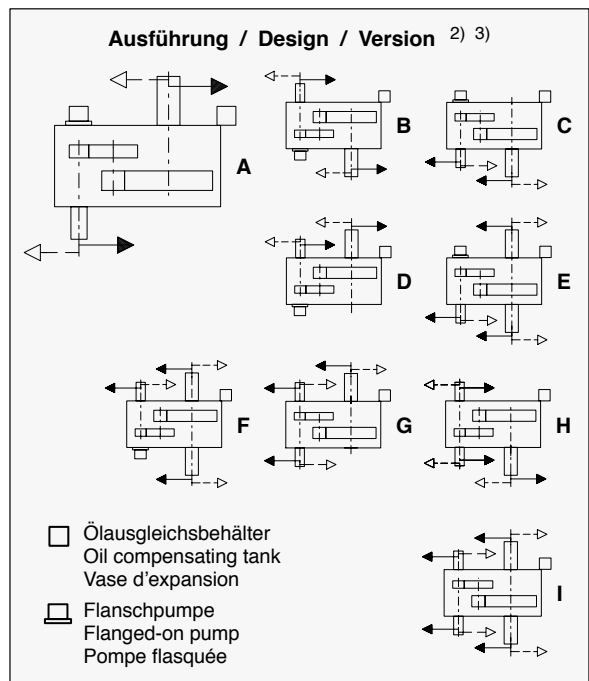 Ausführung / Design / Version 2) 3)
A
B
C
D
E
F
G
H
I
Ölausgleichsbehälter
Oil compensating tank
Vase d'expansion
Flanschpumpe
Flanged-on pump
Pompe flasquée